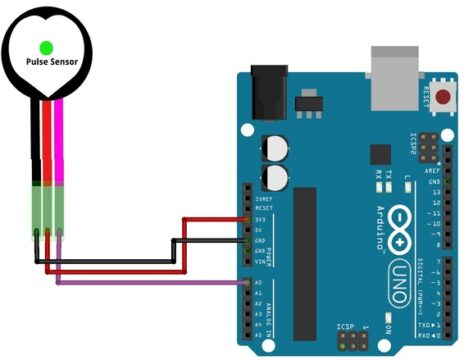 Pulse Sensor
RESET
ICSP2
AREF
GND
13
12
~11
~10
~9
8
IOREF
RESET
3V3
5V
GND
GND
VIN
POWER
A0
A1
A2
A3
A4
A5
ANALOG IN
RX
TX
L
Arduino
UNO
ON
ICSP
1
DIGITAL (PWM~)
7
~6
~5
4
~3
2
TXD▶1
RXD◀0